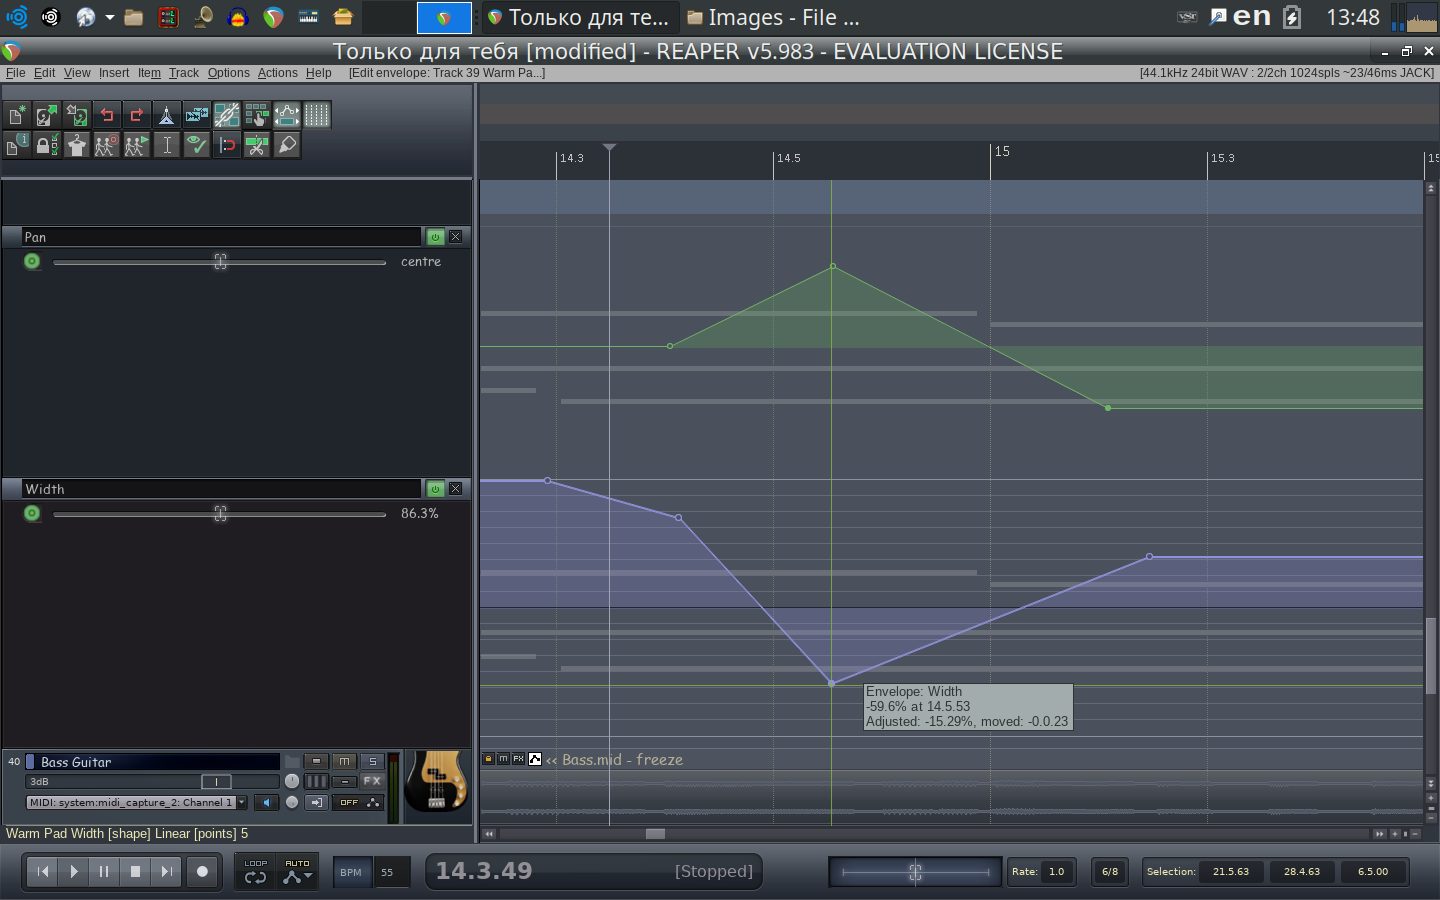 Только для те...
Images - File ...
en
13:48
Только для тебя [modified] - REAPER v5.983 - EVALUATION LICENSE
File Edit View Insert Item Track Options Actions Help [Edit envelope: Track 39 Warm Pa...]
[44.1kHz 24bit WAV : 2/2ch 1024spls ~23/46ms JACK]
14.3
14.5
15
15.3
Pan
centre
Width
86.3%
Envelope: Width
-59.6% at 14.5.53
Adjusted: -15.29%, moved: -0.0.23
40
Bass Guitar
M
S
3dB
FX
MIDI: system:midi_capture_2: Channel 1
OFF
M
FX
<< Bass.mid - freeze
Warm Pad Width [shape] Linear [points] 5
LOOP
AUTO
BPM
55
14.3.49
[Stopped]
Rate:
1.0
6/8
Selection:
21.5.63
28.4.63
6.5.00